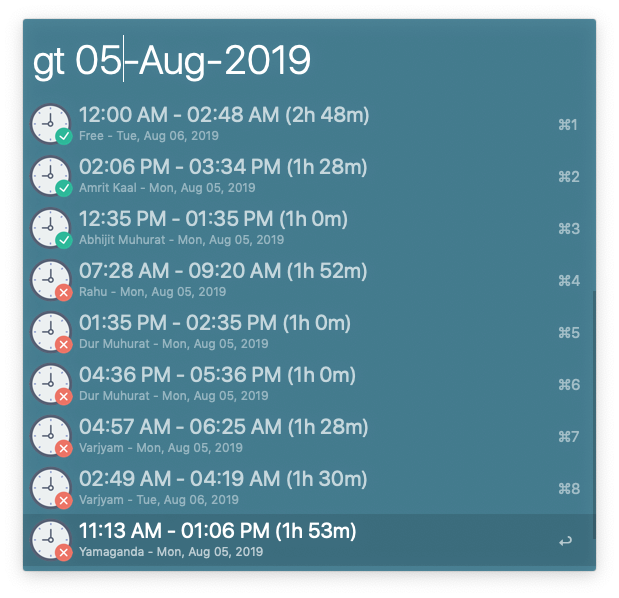 gt 05-Aug-2019
12:00 AM - 02:48 AM (2h 48m)
Free - Tue, Aug 06, 2019
⌘1
02:06 PM - 03:34 PM (1h 28m)
Amrit Kaal - Mon, Aug 05, 2019
⌘2
12:35 PM - 01:35 PM (1h 0m)
Abhijit Muhurat - Mon, Aug 05, 2019
⌘3
07:28 AM - 09:20 AM (1h 52m)
Rahu - Mon, Aug 05, 2019
⌘4
01:35 PM - 02:35 PM (1h 0m)
Dur Muhurat - Mon, Aug 05, 2019
⌘5
04:36 PM - 05:36 PM (1h 0m)
Dur Muhurat - Mon, Aug 05, 2019
⌘6
04:57 AM - 06:25 AM (1h 28m)
Varjyam - Mon, Aug 05, 2019
⌘7
02:49 AM - 04:19 AM (1h 30m)
Varjyam - Tue, Aug 06, 2019
⌘8
11:13 AM - 01:06 PM (1h 53m)
Yamaganda - Mon, Aug 05, 2019